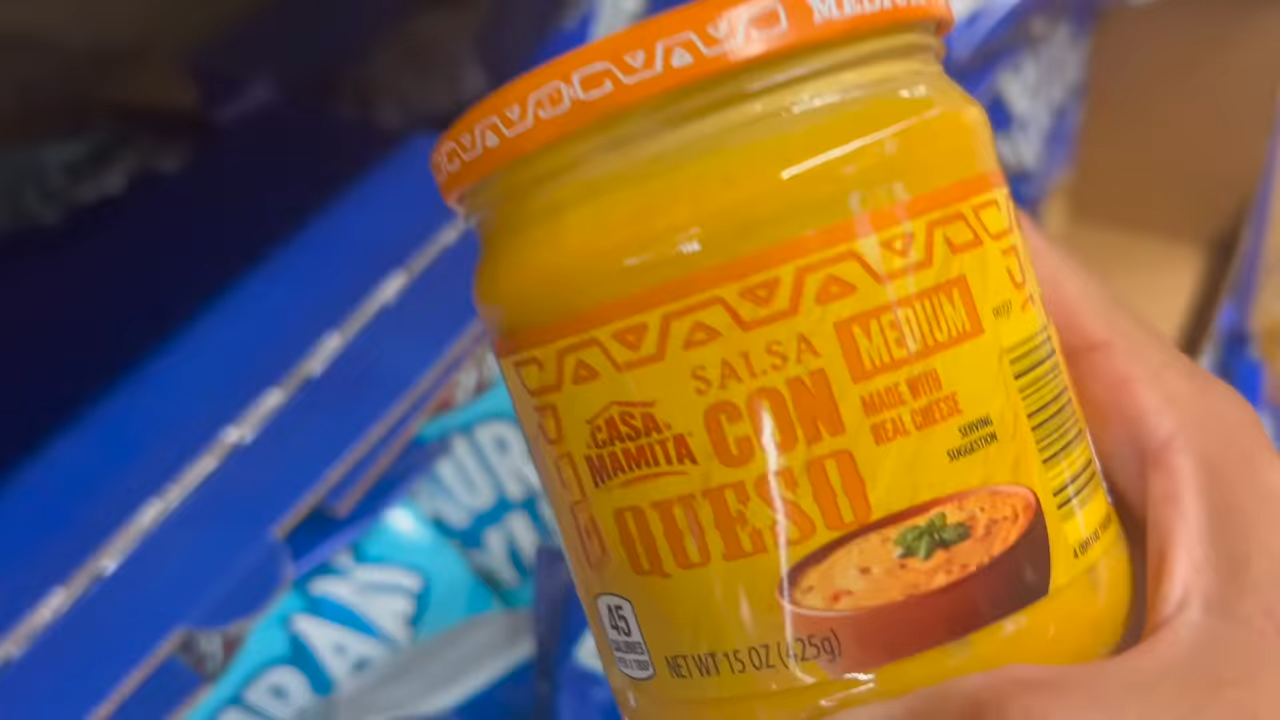 MEDIUM
SALSA
CON
QUESO
MEDIUM
MADE WITH
REAL CHEESE
CASA
MAMITA
SERVING
SUGGESTION
45
CALORIES
NET WT 15 OZ (425g)